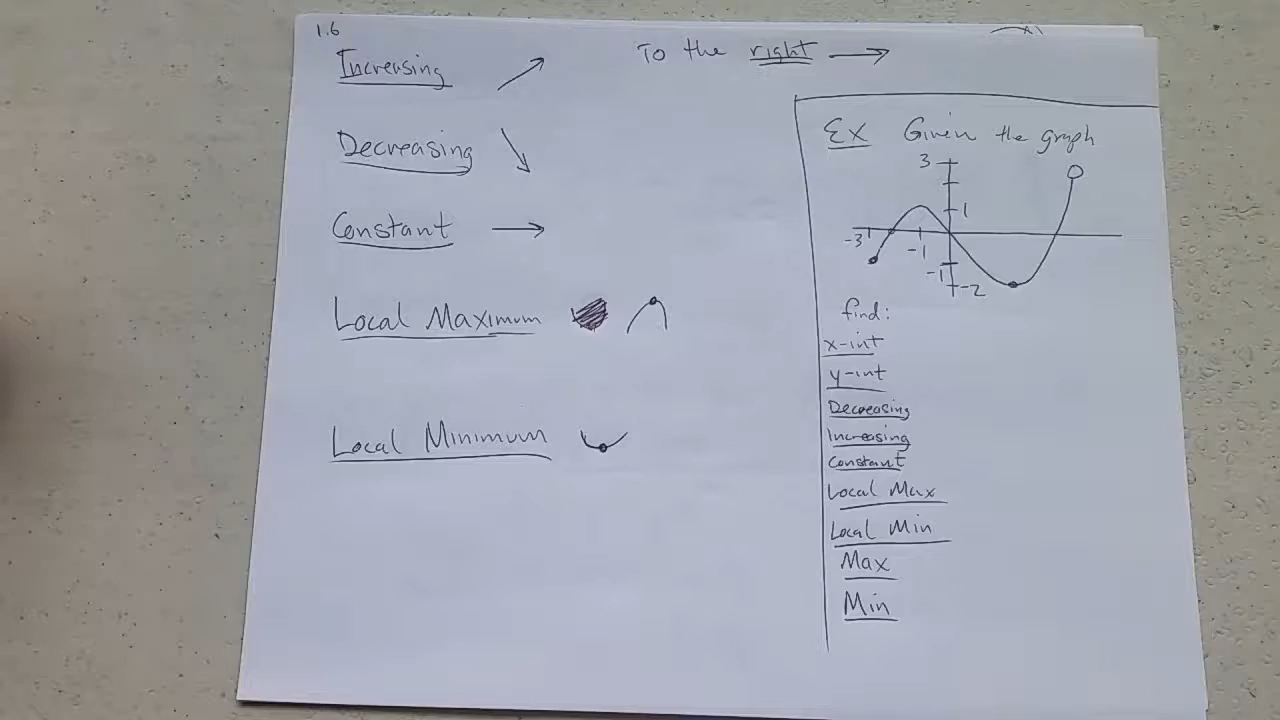 1.6
Increasing
To the right
Decreasing
Constant
Local Maximum
Local Minimum
Ex Given the graph
3
1
-3
-1
-1
-2
find:
x-int
y-int
Decreasing
Increasing
Constant
Local Max
Local Min
Max
Min